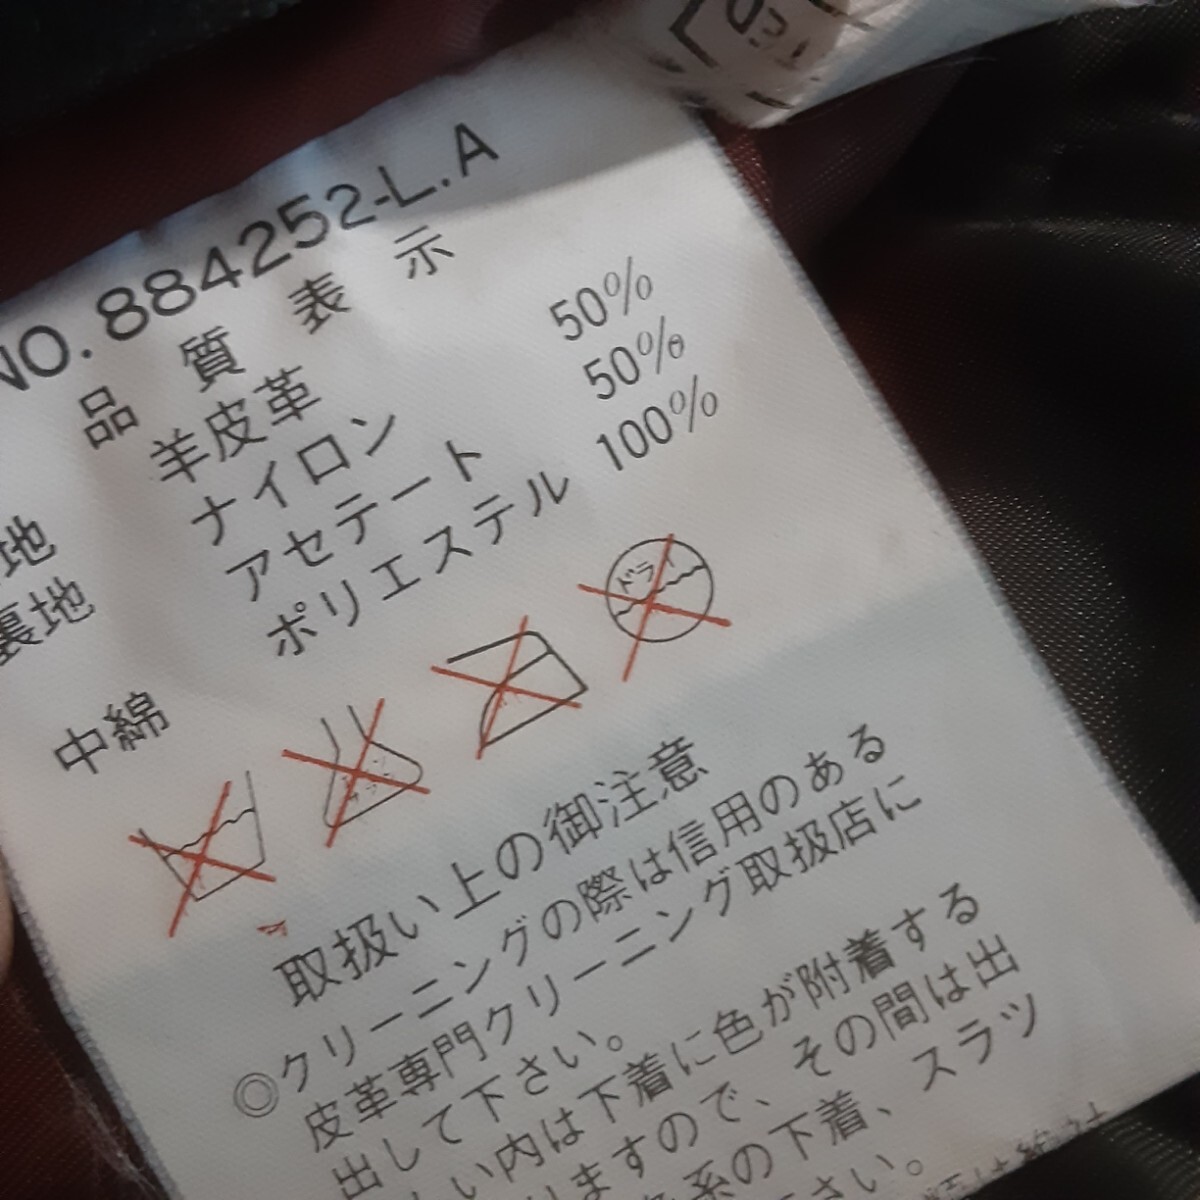 NO.884252-L.A
品質表示
地 羊皮革
裏地 ナイロン 50%
アセテート 50%
中綿 ポリエステル 100%
ドライ
取扱い上の御注意
◎クリーニングの際は信用のある
皮革専門クリーニング取扱店に
出して下さい。
い内は下着に色が附着する
ますので、その間は出
系の下着、スラッ
さい。